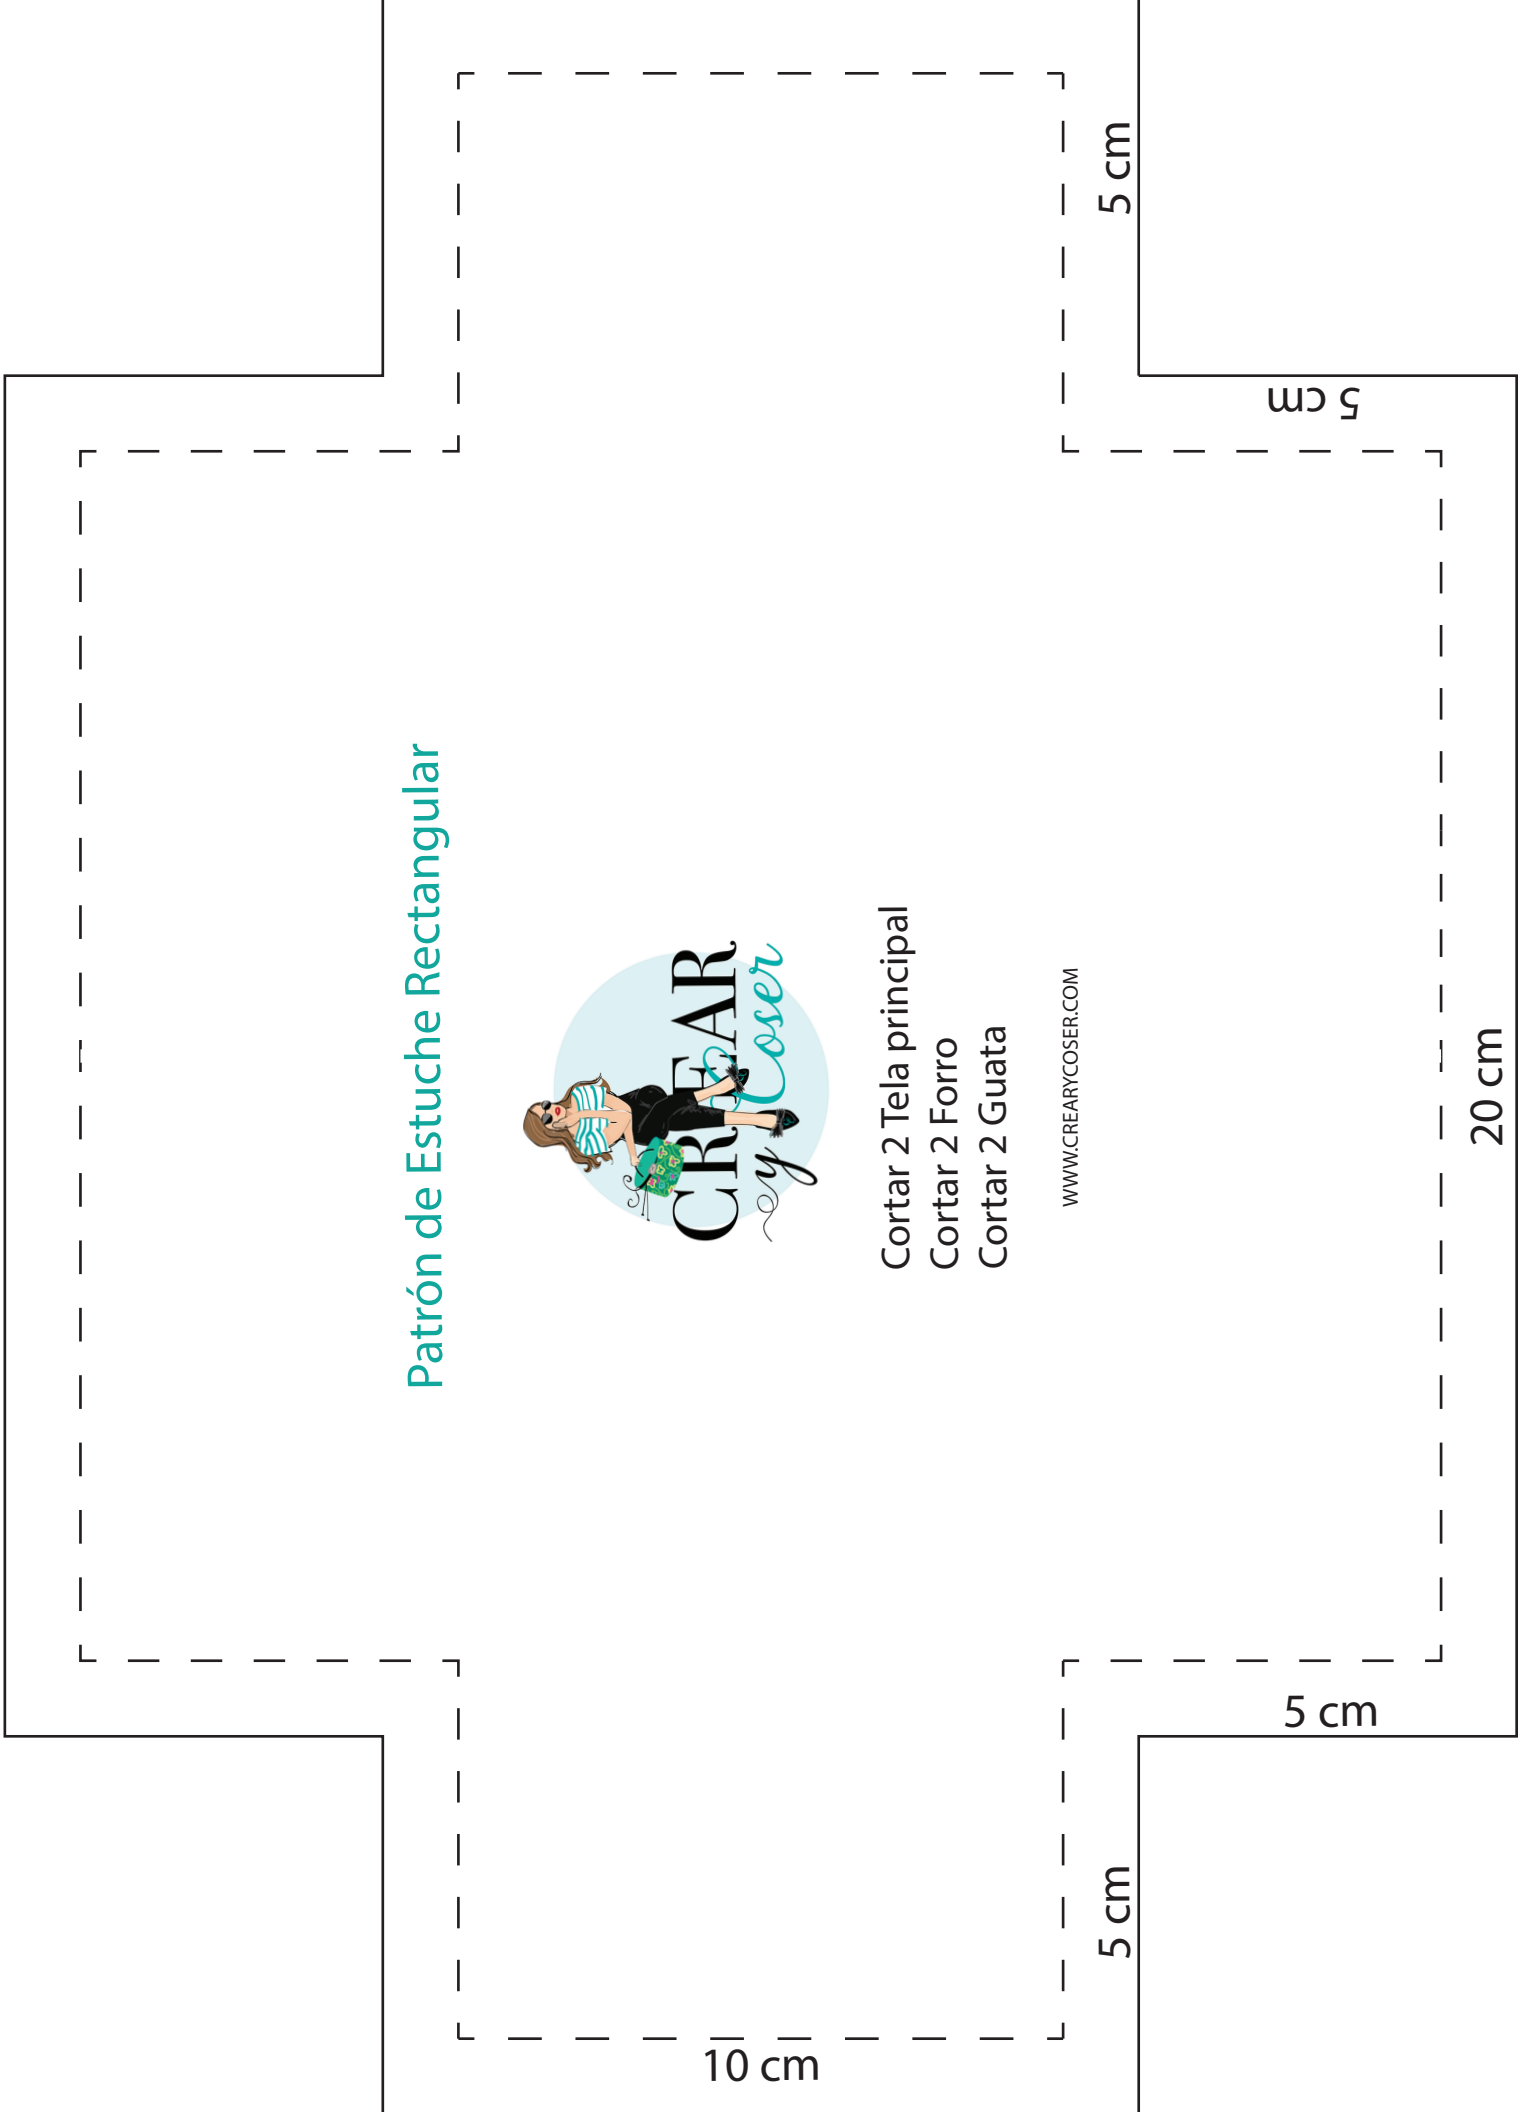 Patrón de Estuche Rectangular
CREAR
y Coser
Cortar 2 Tela principal
Cortar 2 Forro
Cortar 2 Guata
WWW.CREARYCOSER.COM
5 cm
5 cm
20 cm
5 cm
5 cm
10 cm